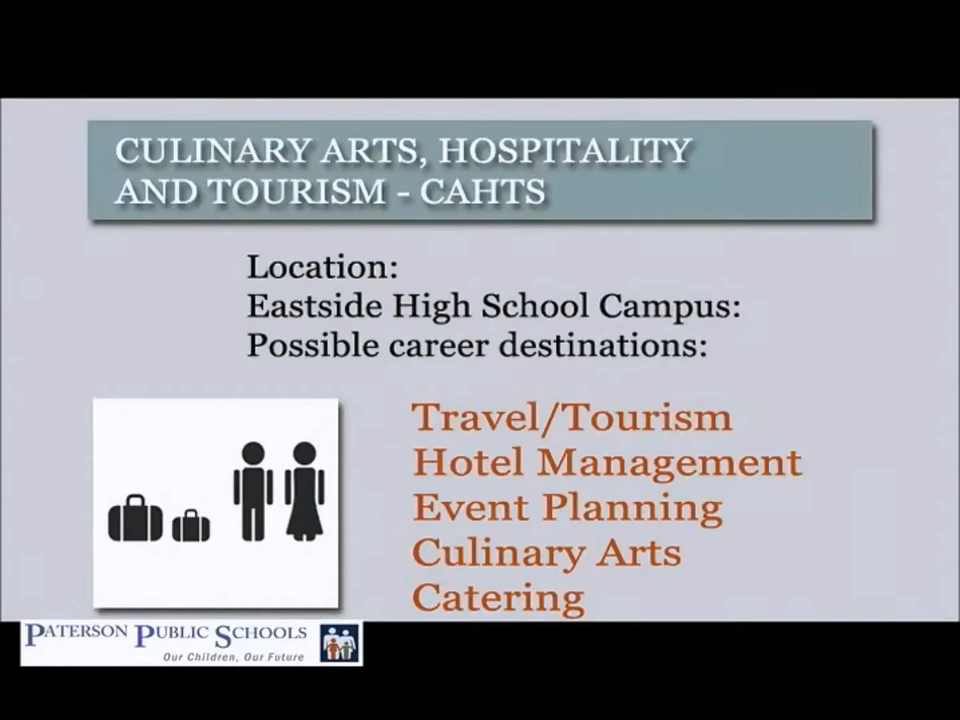 CULINARY ARTS, HOSPITALITY
AND TOURISM - CAHTS
Location:
Eastside High School Campus:
Possible career destinations:
Travel/Tourism
Hotel Management
Event Planning
Culinary Arts
Catering
PATERSON PUBLIC SCHOOLS
Our Children, Our Future